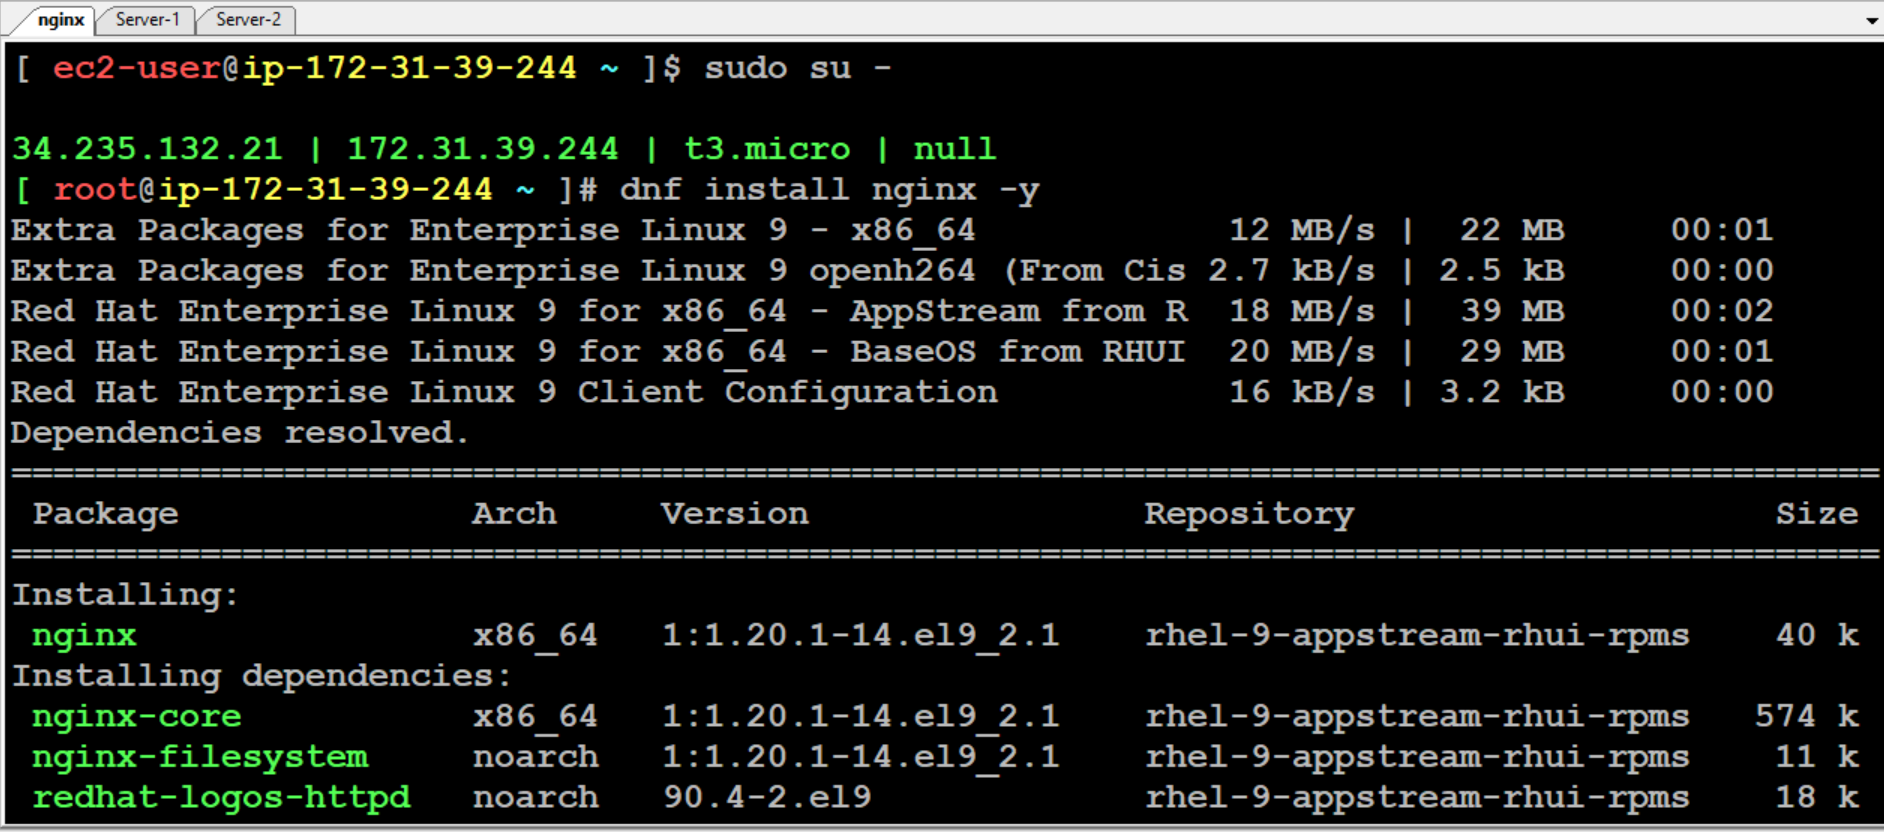 nginx Server-1 Server-2
[ ec2-user@ip-172-31-39-244 ~ ]$ sudo su -
34.235.132.21 | 172.31.39.244 | t3.micro | null
[ root@ip-172-31-39-244 ~ ]# dnf install nginx -y
Extra Packages for Enterprise Linux 9 - x86_64 12 MB/s | 22 MB 00:01
Extra Packages for Enterprise Linux 9 openh264 (From Cis 2.7 kB/s | 2.5 kB 00:00
Red Hat Enterprise Linux 9 for x86_64 - AppStream from R 18 MB/s | 39 MB 00:02
Red Hat Enterprise Linux 9 for x86_64 - BaseOS from RHUI 20 MB/s | 29 MB 00:01
Red Hat Enterprise Linux 9 Client Configuration 16 kB/s | 3.2 kB 00:00
Dependencies resolved.
=========================================================================================
Package Arch Version Repository Size
=========================================================================================
Installing:
nginx x86_64 1:1.20.1-14.el9_2.1 rhel-9-appstream-rhui-rpms 40 k
Installing dependencies:
nginx-core x86_64 1:1.20.1-14.el9_2.1 rhel-9-appstream-rhui-rpms 574 k
nginx-filesystem noarch 1:1.20.1-14.el9_2.1 rhel-9-appstream-rhui-rpms 11 k
redhat-logos-httpd noarch 90.4-2.el9 rhel-9-appstream-rhui-rpms 18 k